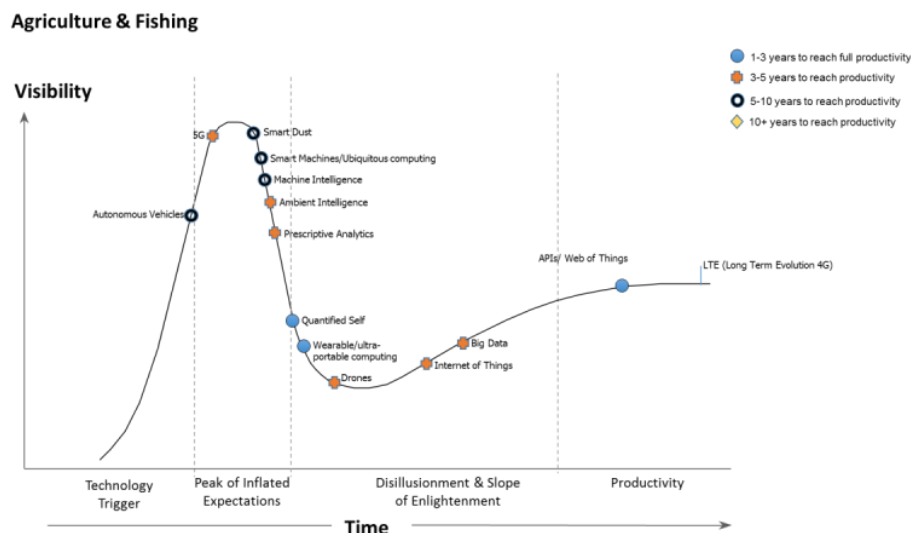 Agriculture & Fishing
1-3 years to reach full productivity
3-5 years to reach productivity
5-10 years to reach productivity
10+ years to reach productivity
Visibility
5G
Smart Dust
Smart Machines/Ubiquitous computing
Machine Intelligence
Ambient Intelligence
Autonomous Vehicles
Prescriptive Analytics
APIs/ Web of Things
LTE (Long Term Evolution 4G)
Quantified Self
Wearable/ultra-
portable computing
Big Data
Internet of Things
Drones
Technology
Trigger
Peak of Inflated
Expectations
Disillusionment & Slope
of Enlightenment
Productivity
Time